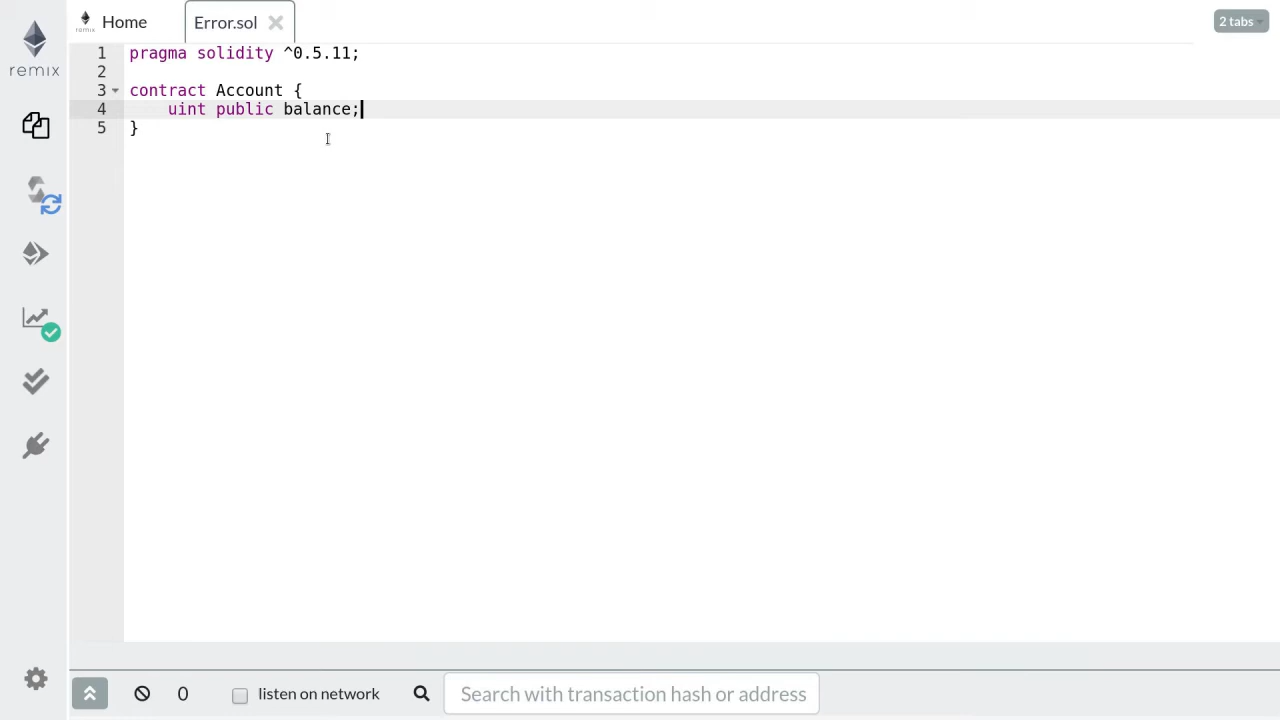 remix
remix
Home
Error.sol
2 tabs
1 pragma solidity ^0.5.11;
2
3 contract Account {
4     uint public balance;
5 }
0
listen on network
Search with transaction hash or address